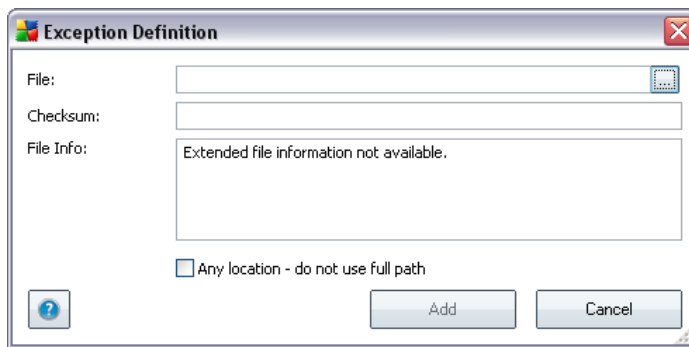 Exception Definition
File:
...
Checksum:
File Info:
Extended file information not available.
Any location - do not use full path
?
Add
Cancel